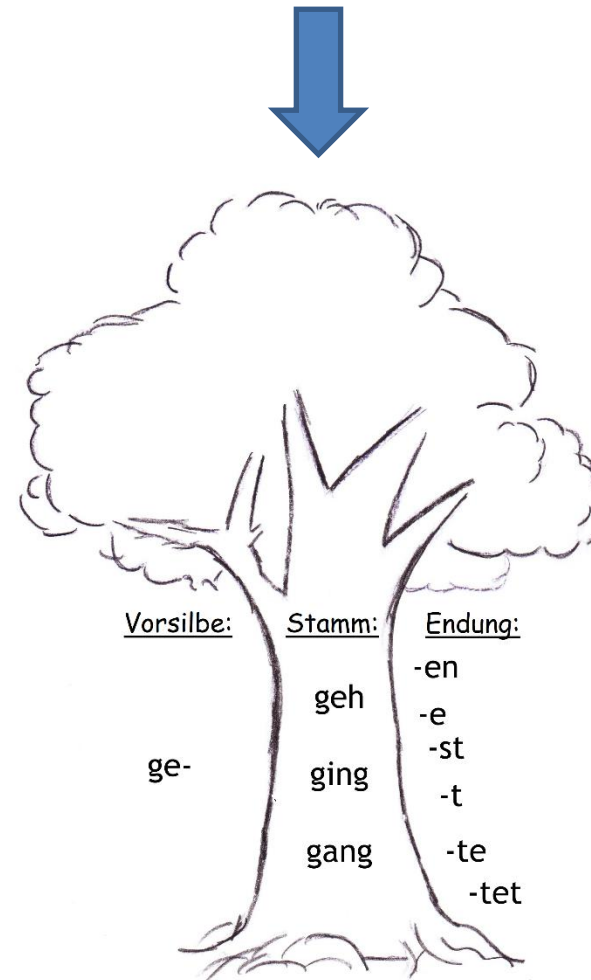 Vorsilbe: Stamm: Endung:
-en
geh
-e
-st
ge- ging
-t
gang -te
-tet